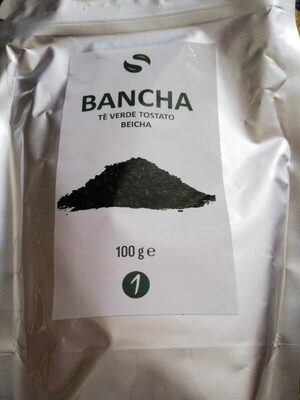 BANCHA
TÈ VERDE TOSTATO
BEICHA
100 g ℮
1